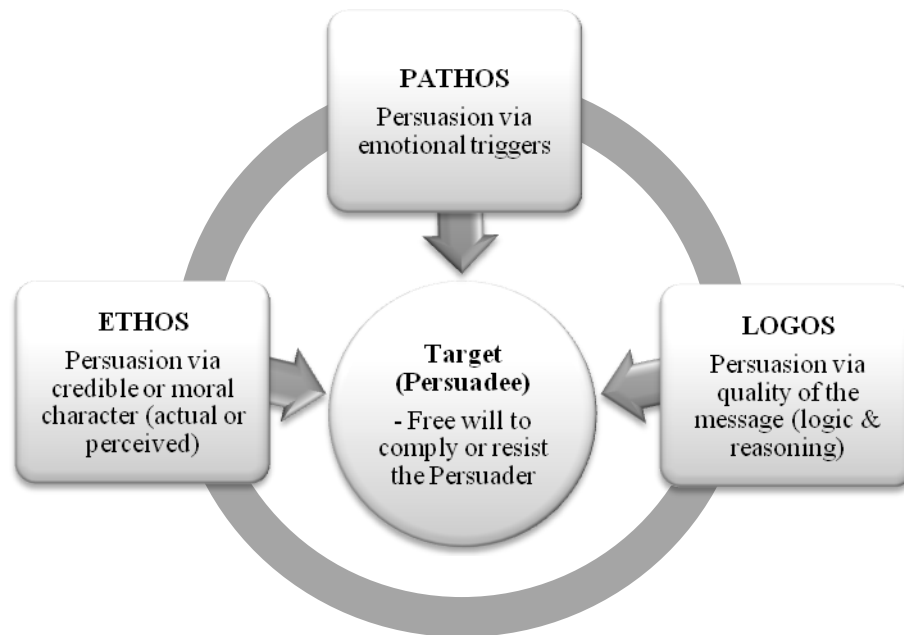 PATHOS
Persuasion via
emotional triggers
ETHOS
Persuasion via
credible or moral
character (actual or
perceived)
Target
(Persuadee)
- Free will to
comply or resist
the Persuader
LOGOS
Persuasion via
quality of the
message (logic &
reasoning)